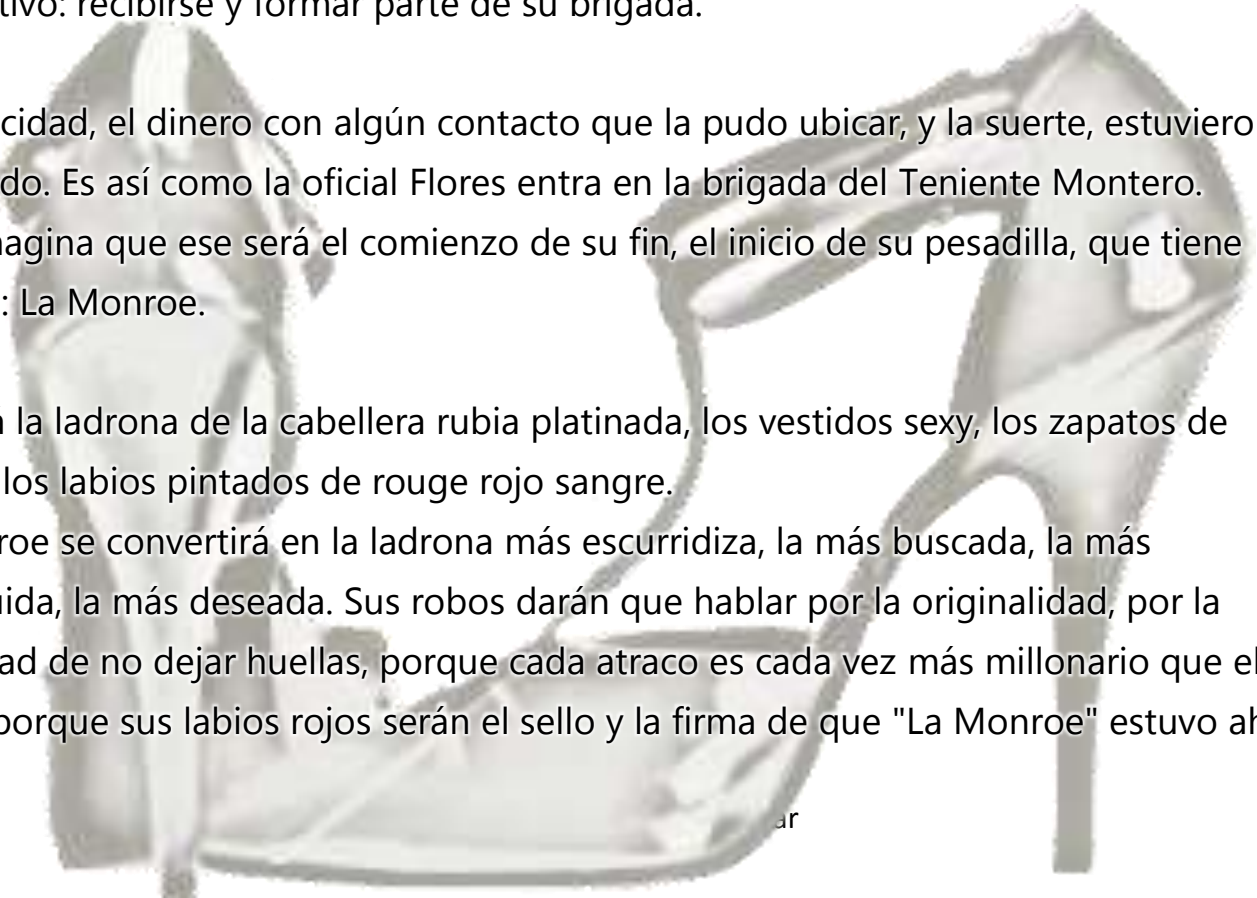 tivo: recibirse y formar parte de su brigada.
cidad, el dinero con algún contacto que la pudo ubicar, y la suerte, estuviero
do. Es así como la oficial Flores entra en la brigada del Teniente Montero.
nagina que ese será el comienzo de su fin, el inicio de su pesadilla, que tiene
: La Monroe.
la ladrona de la cabellera rubia platinada, los vestidos sexy, los zapatos de
los labios pintados de rouge rojo sangre.
roe se convertirá en la ladrona más escurridiza, la más buscada, la más
uida, la más deseada. Sus robos darán que hablar por la originalidad, por la
ad de no dejar huellas, porque cada atraco es cada vez más millonario que el
porque sus labios rojos serán el sello y la firma de que "La Monroe" estuvo ah
ar